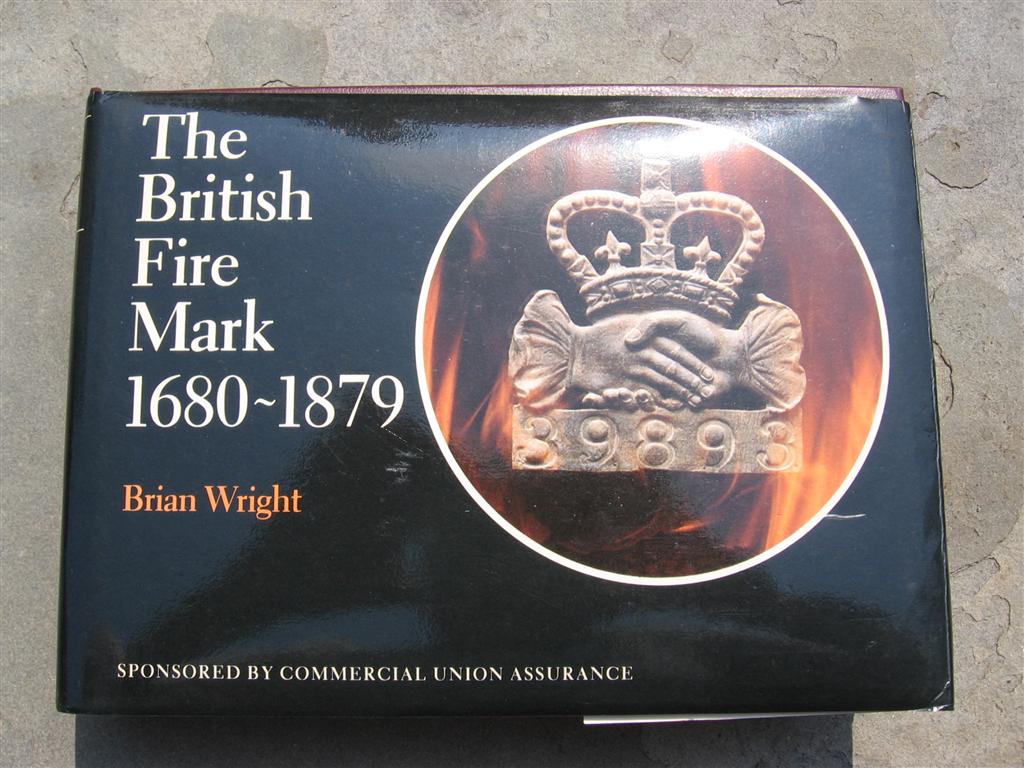 The
British
Fire
Mark
1680~1879
Brian Wright
39893
SPONSORED BY COMMERCIAL UNION ASSURANCE